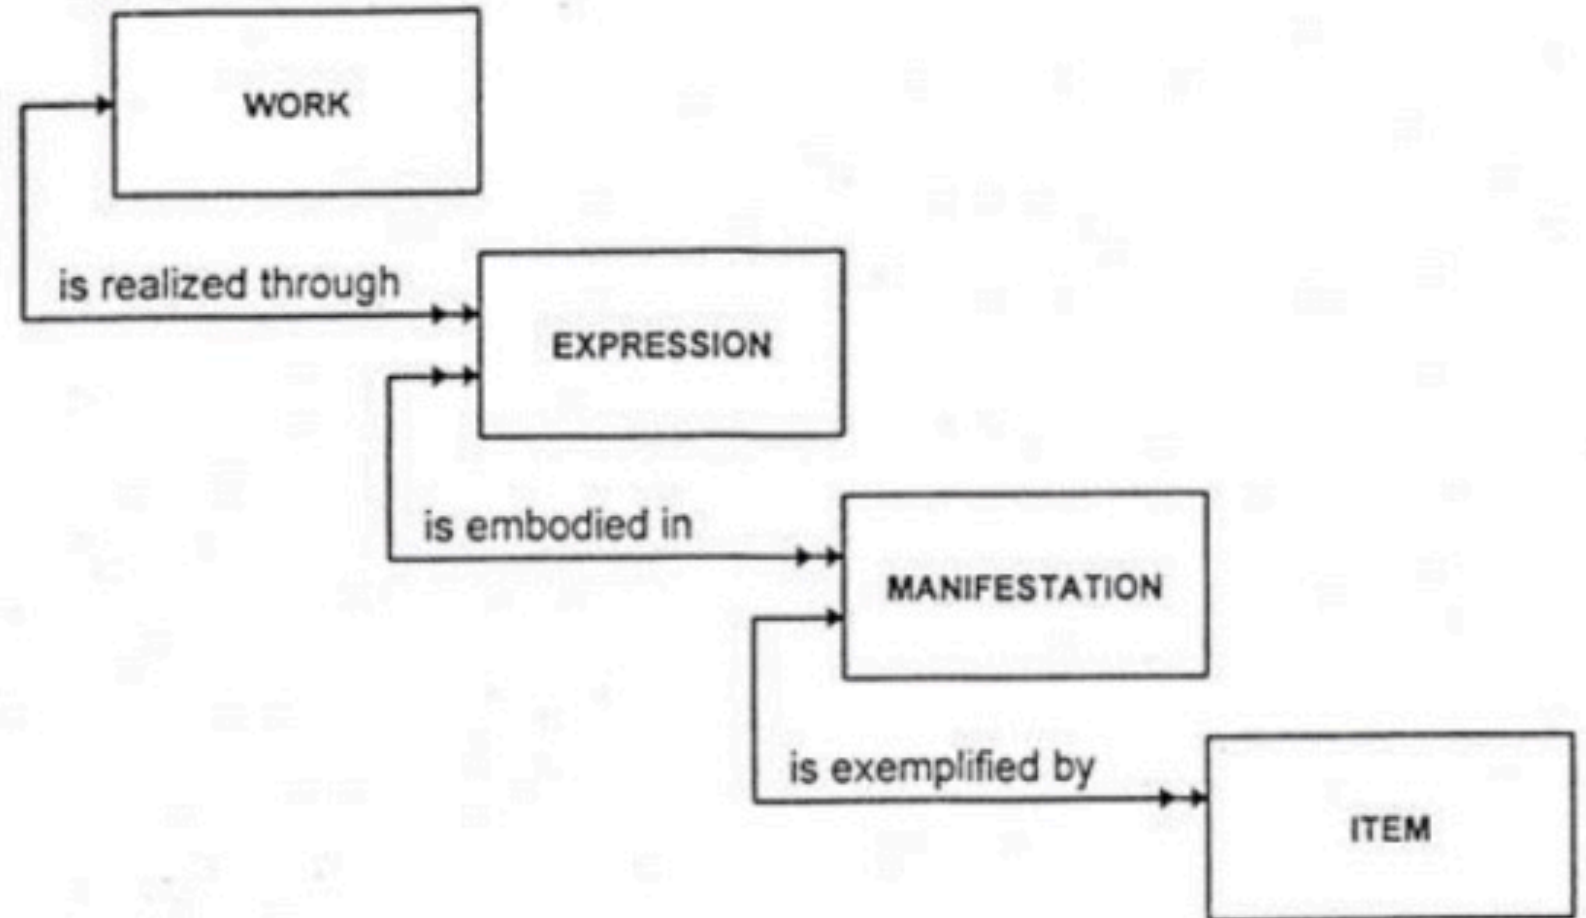 WORK
is realized through
EXPRESSION
is embodied in
MANIFESTATION
is exemplified by
ITEM